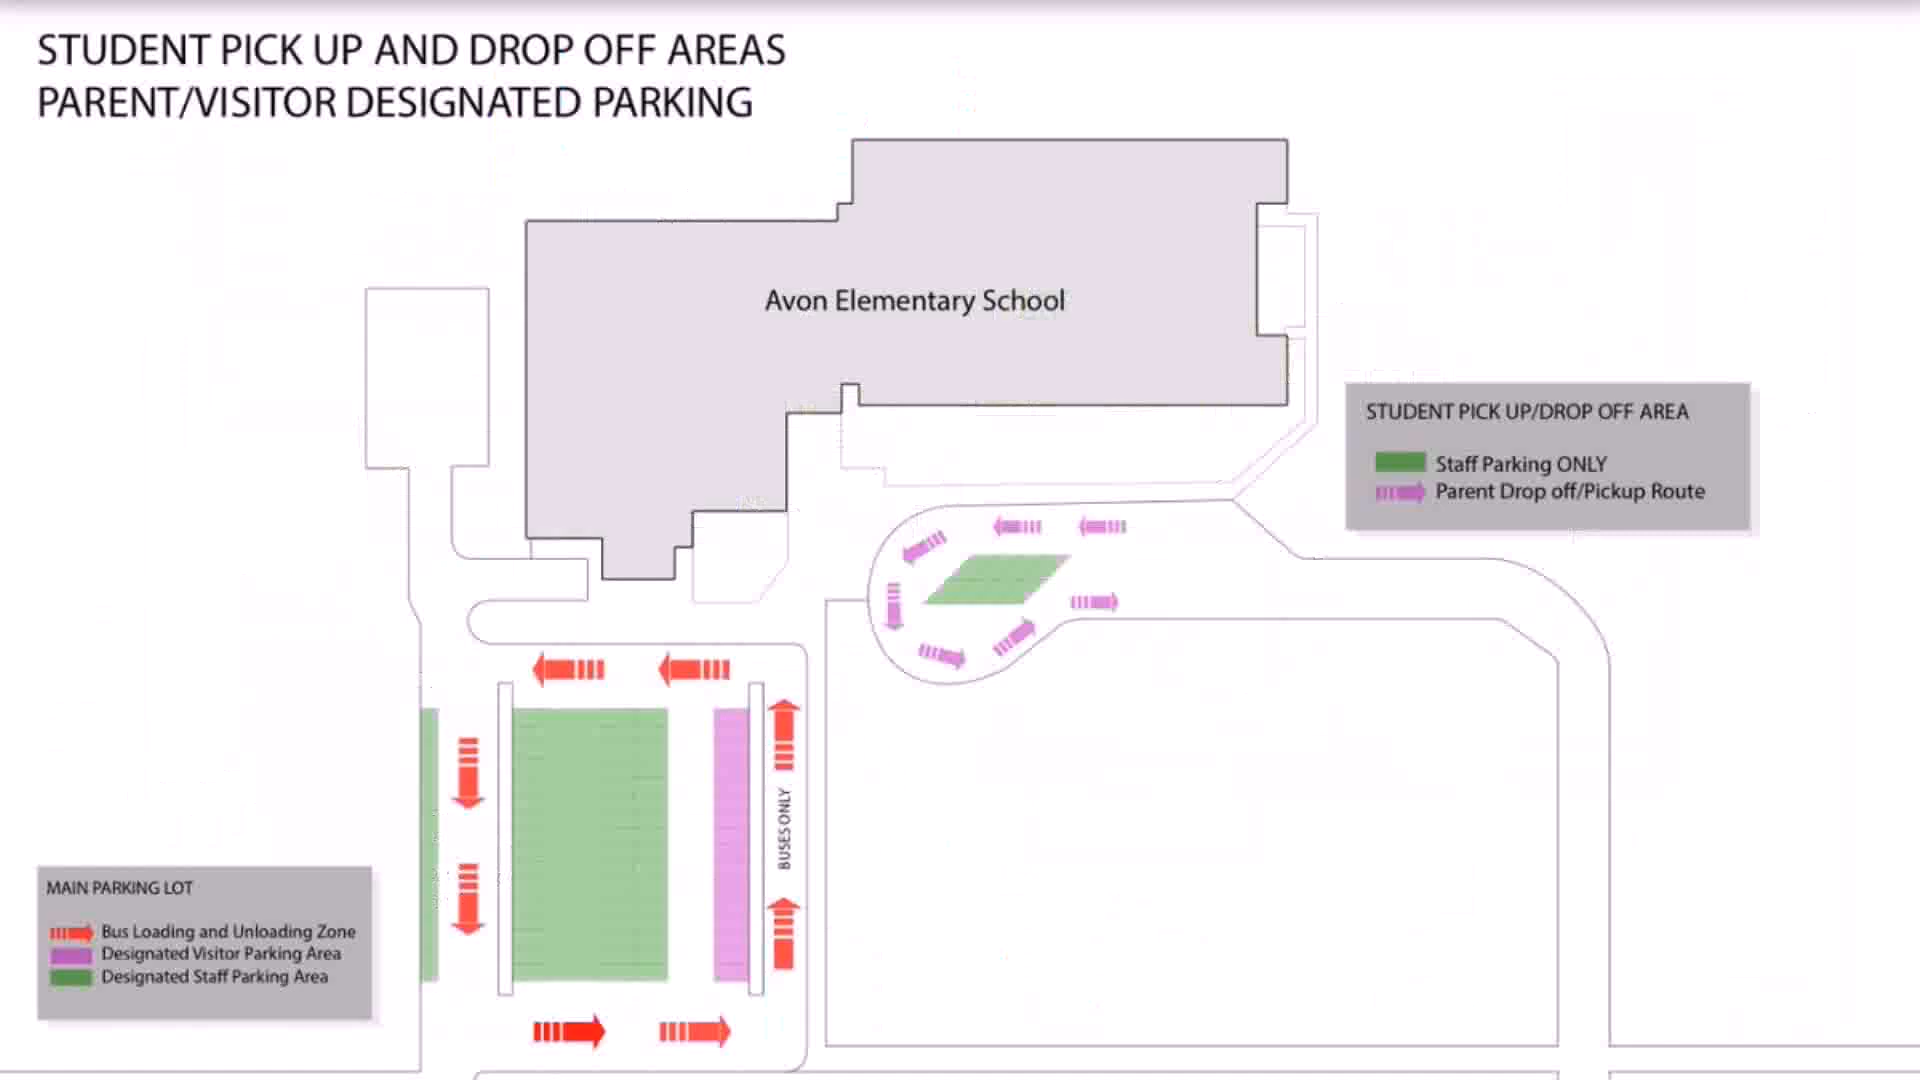 STUDENT PICK UP AND DROP OFF AREAS
PARENT/VISITOR DESIGNATED PARKING
Avon Elementary School
STUDENT PICK UP/DROP OFF AREA
Staff Parking ONLY
Parent Drop off/Pickup Route
BUSES ONLY
MAIN PARKING LOT
Bus Loading and Unloading Zone
Designated Visitor Parking Area
Designated Staff Parking Area